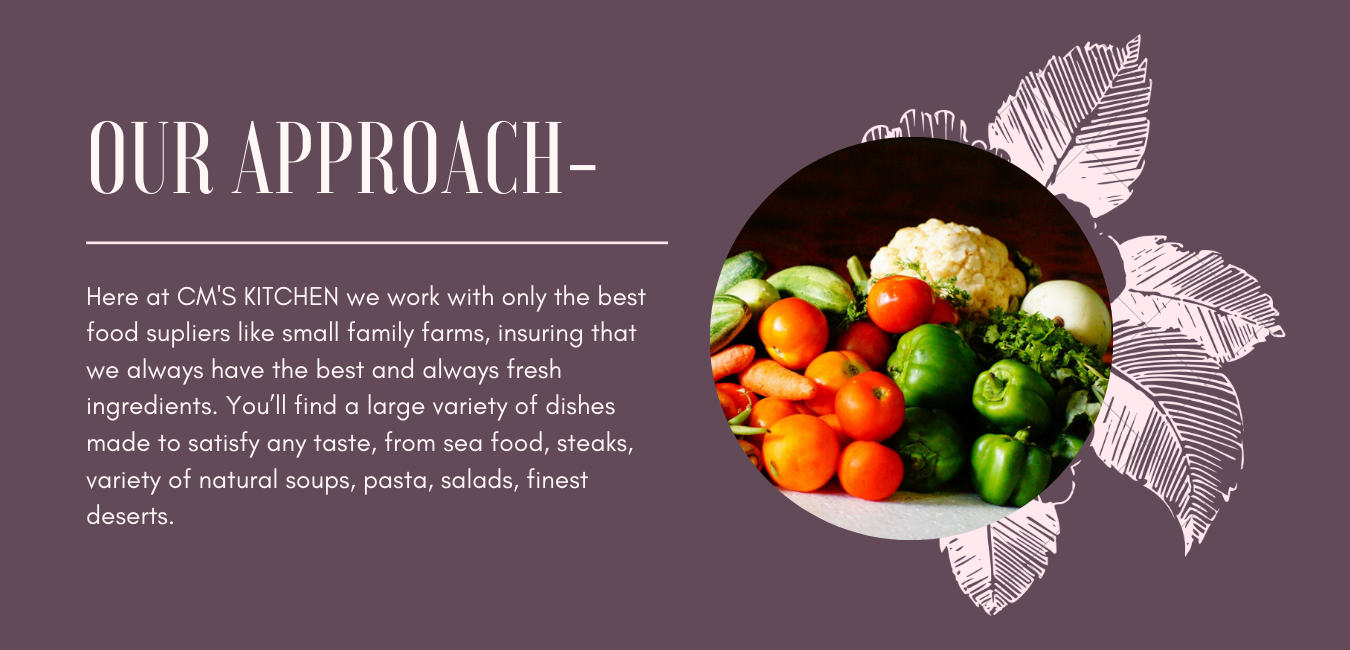 OUR APPROACH-
Here at CM'S KITCHEN we work with only the best
food supliers like small family farms, insuring that
we always have the best and always fresh
ingredients. You’ll find a large variety of dishes
made to satisfy any taste, from sea food, steaks,
variety of natural soups, pasta, salads, finest
deserts.